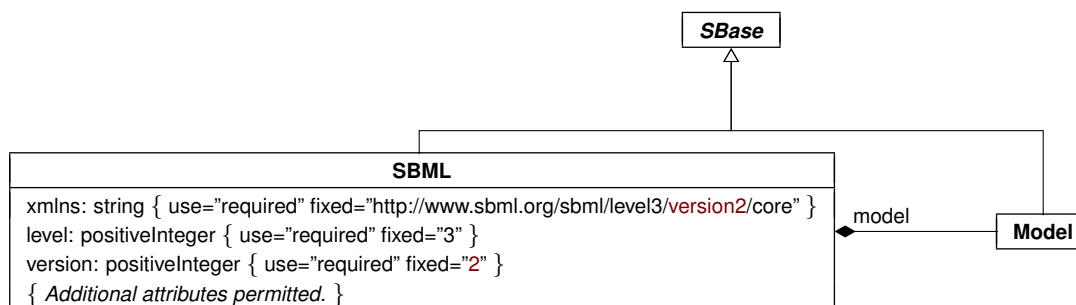 SBase
SBML
xmlns: string { use=”required” fixed=”http://www.sbml.org/sbml/level3/version2/core” }
level: positiveInteger { use=”required” fixed=”3” }
version: positiveInteger { use=”required” fixed=”2” }
{ Additional attributes permitted. }
model
Model